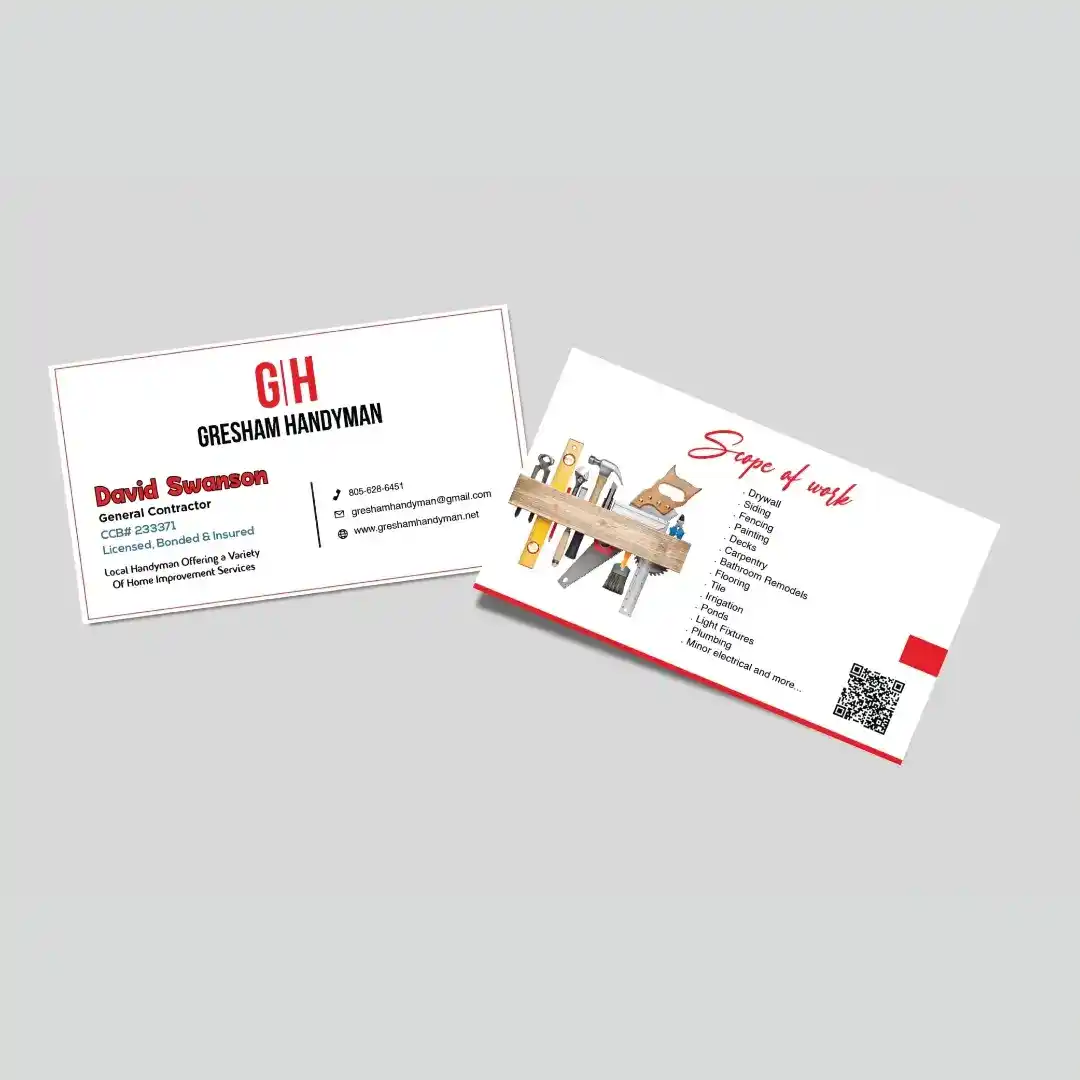 G|H
GRESHAM HANDYMAN
David Swanson
General Contractor
CCB# 233371
Licensed, Bonded & Insured
Local Handyman Offering a Variety
Of Home Improvement Services
805-628-6451
greshamhandyman@gmail.com
www.greshamhandyman.net
Scope of work
. Drywall
. Siding
. Fencing
. Painting
. Decks
. Carpentry
. Bathroom Remodels
. Flooring
. Tile
. Irrigation
. Ponds
. Light Fixtures
. Plumbing
. Minor electrical and more...